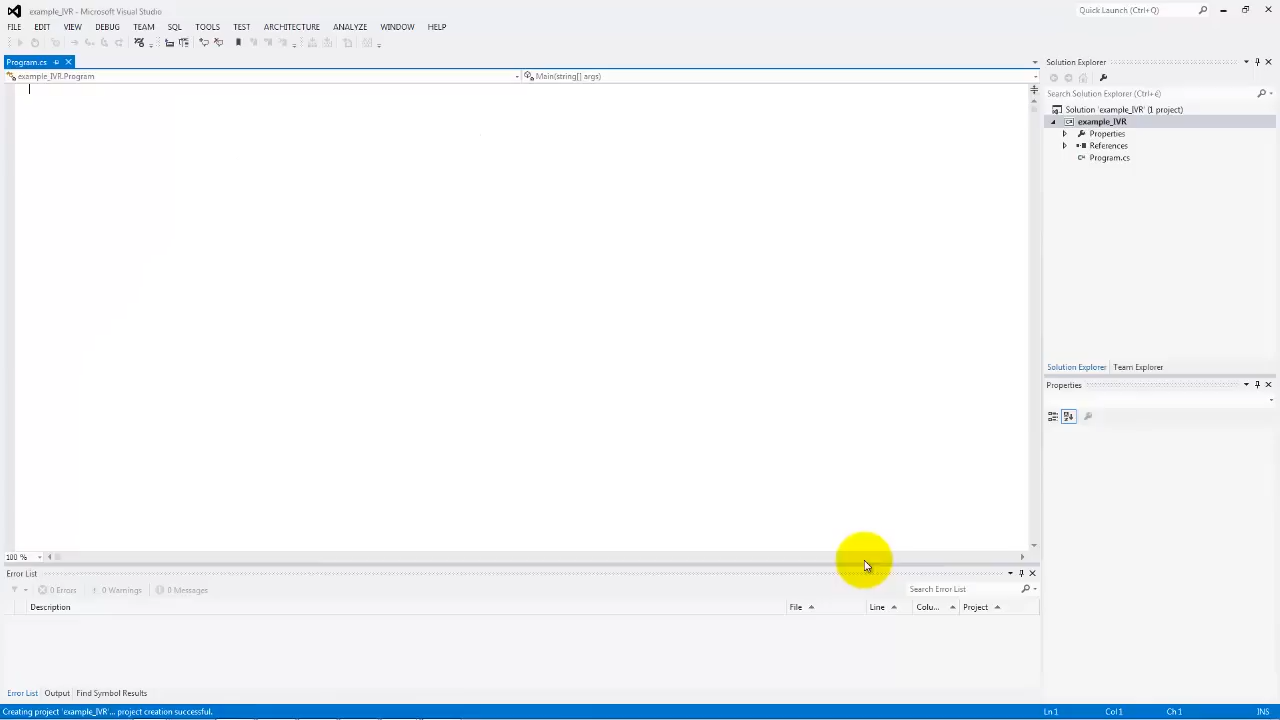 example_IVR - Microsoft Visual Studio
Quick Launch (Ctrl+Q)
FILE EDIT VIEW DEBUG TEAM SQL TOOLS TEST ARCHITECTURE ANALYZE WINDOW HELP
Program.cs
example_IVR.Program
Main(string[] args)
Solution Explorer
Search Solution Explorer (Ctrl+é)
Solution 'example_IVR' (1 project)
example_IVR
Properties
References
Program.cs
Solution Explorer Team Explorer
Properties
100 %
Error List
0 Errors 0 Warnings 0 Messages
Search Error List
Description File Line Colu... Project
Error List Output Find Symbol Results
Creating project 'example_IVR'... project creation successful.
Ln 1 Col 1 Ch 1 INS